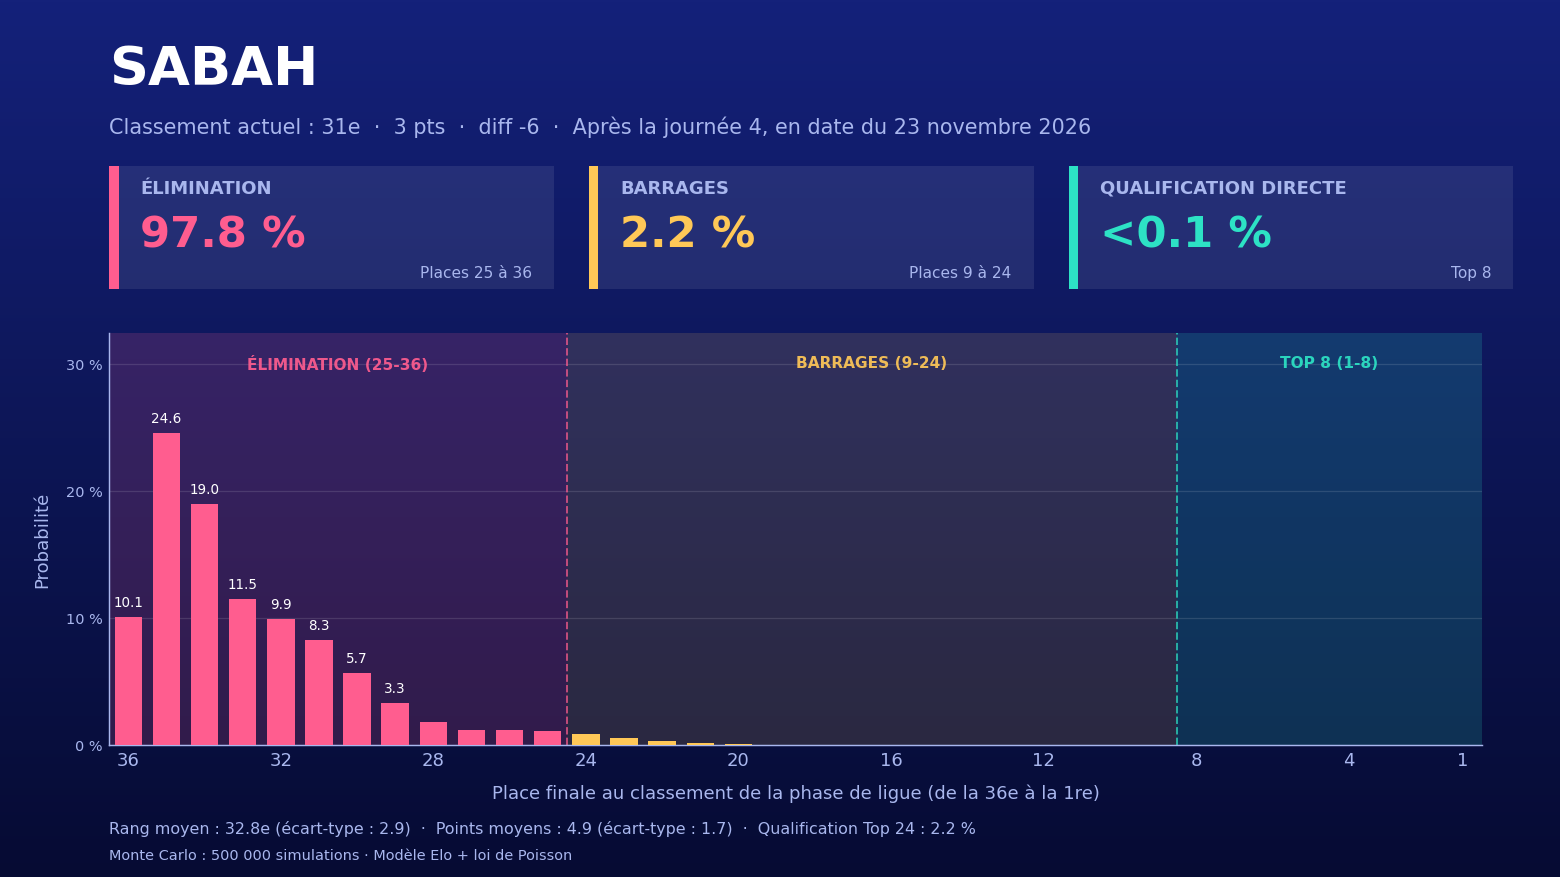 SABAH
Classement actuel : 31e · 3 pts · diff -6 · Après la journée 4, en date du 23 novembre 2026
ÉLIMINATION
97.8 %
Places 25 à 36
BARRAGES
2.2 %
Places 9 à 24
QUALIFICATION DIRECTE
<0.1 %
Top 8
ÉLIMINATION (25-36)
BARRAGES (9-24)
TOP 8 (1-8)
Probabilité
30 %
20 %
10 %
0 %
10.1
24.6
19.0
11.5
9.9
8.3
5.7
3.3
36 32 28 24 20 16 12 8 4 1
Place finale au classement de la phase de ligue (de la 36e à la 1re)
Rang moyen : 32.8e (écart-type : 2.9) · Points moyens : 4.9 (écart-type : 1.7) · Qualification Top 24 : 2.2 %
Monte Carlo : 500 000 simulations · Modèle Elo + loi de Poisson